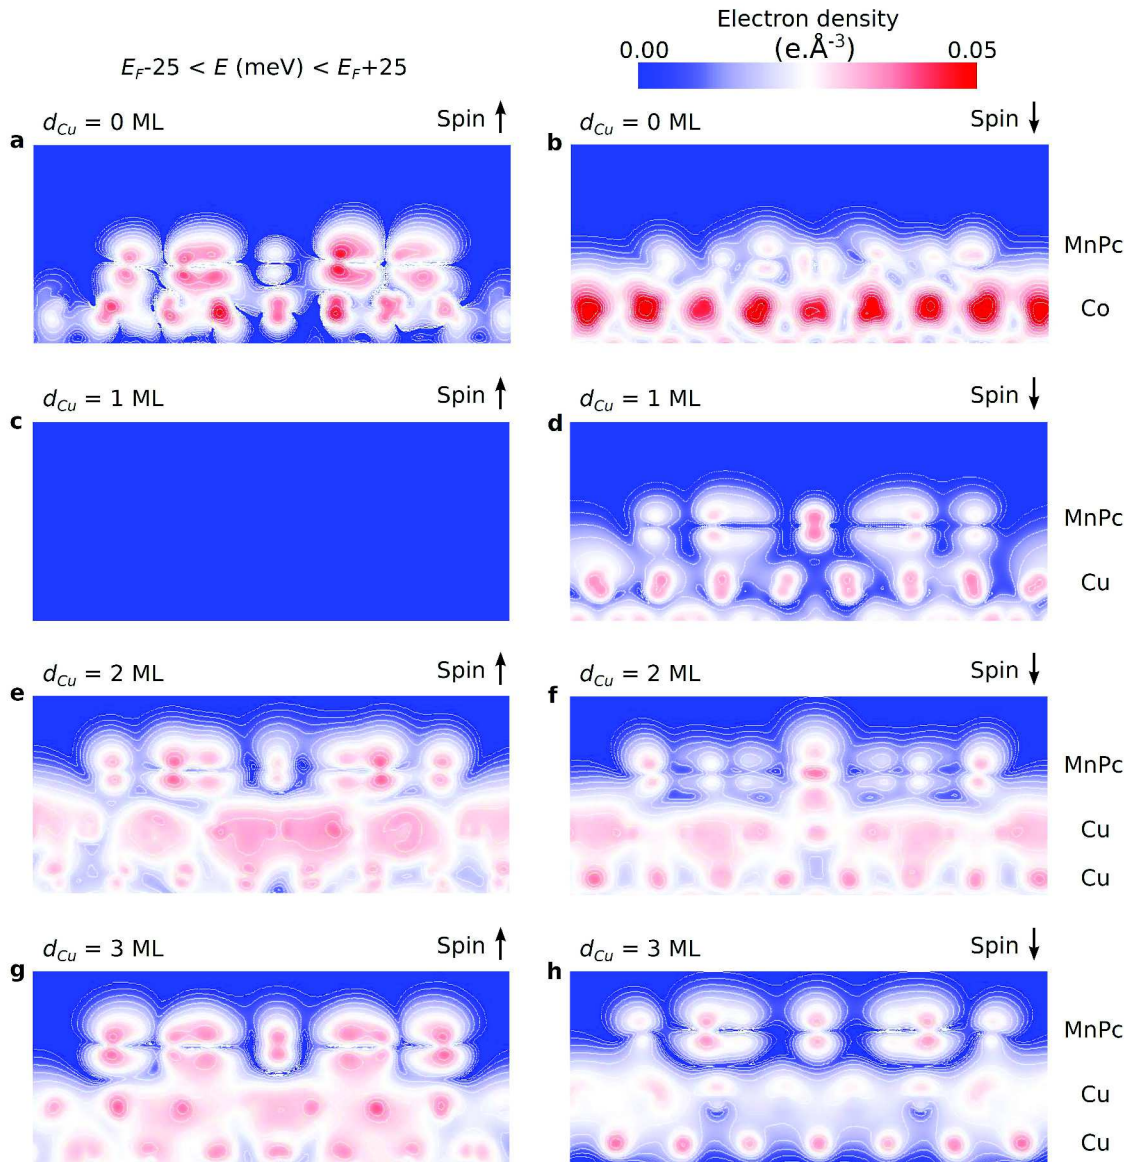 Electron density
(e.Å⁻³)
0.00 0.05
E_F-25 < E (meV) < E_F+25
a d_Cu = 0 ML Spin ↑
b d_Cu = 0 ML Spin ↓
MnPc
Co
c d_Cu = 1 ML Spin ↑
d d_Cu = 1 ML Spin ↓
MnPc
Cu
e d_Cu = 2 ML Spin ↑
f d_Cu = 2 ML Spin ↓
MnPc
Cu
Cu
g d_Cu = 3 ML Spin ↑
h d_Cu = 3 ML Spin ↓
MnPc
Cu
Cu